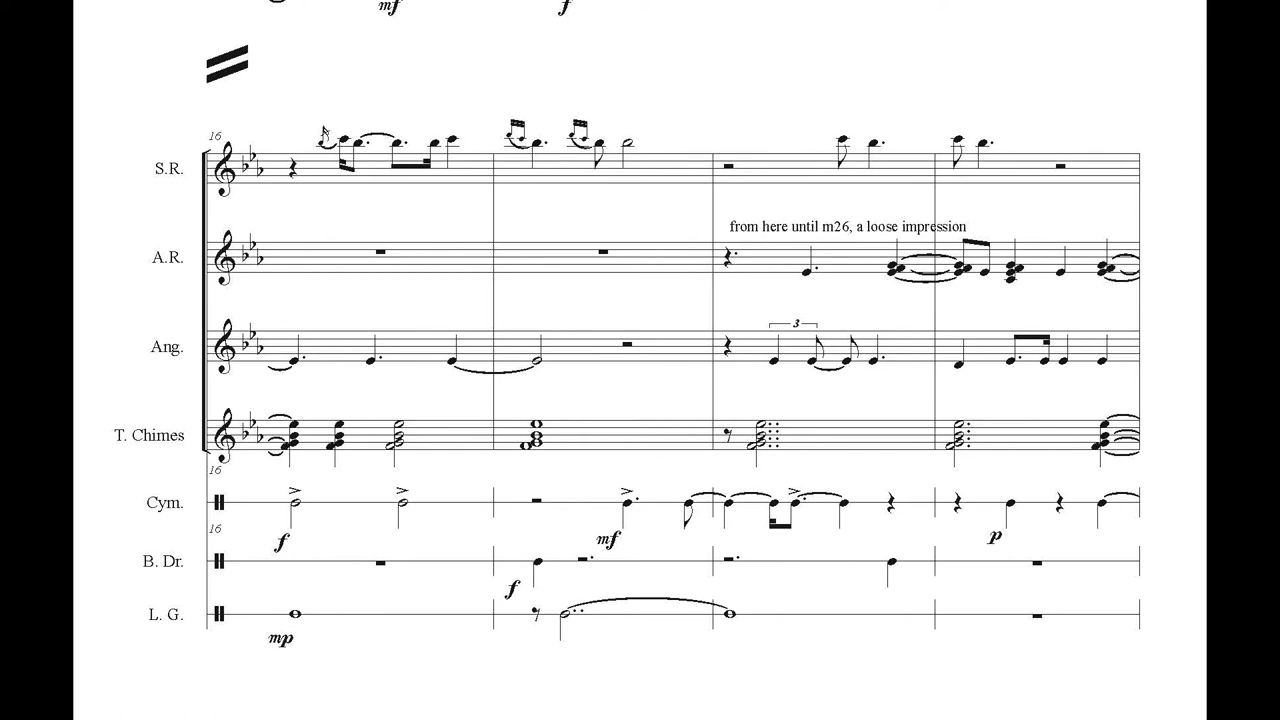 mf f
16
S.R.
from here until m26, a loose impression
A.R.
3
Ang.
T. Chimes
16
Cym.
f mf p
16
B. Dr.
f
L. G.
mp